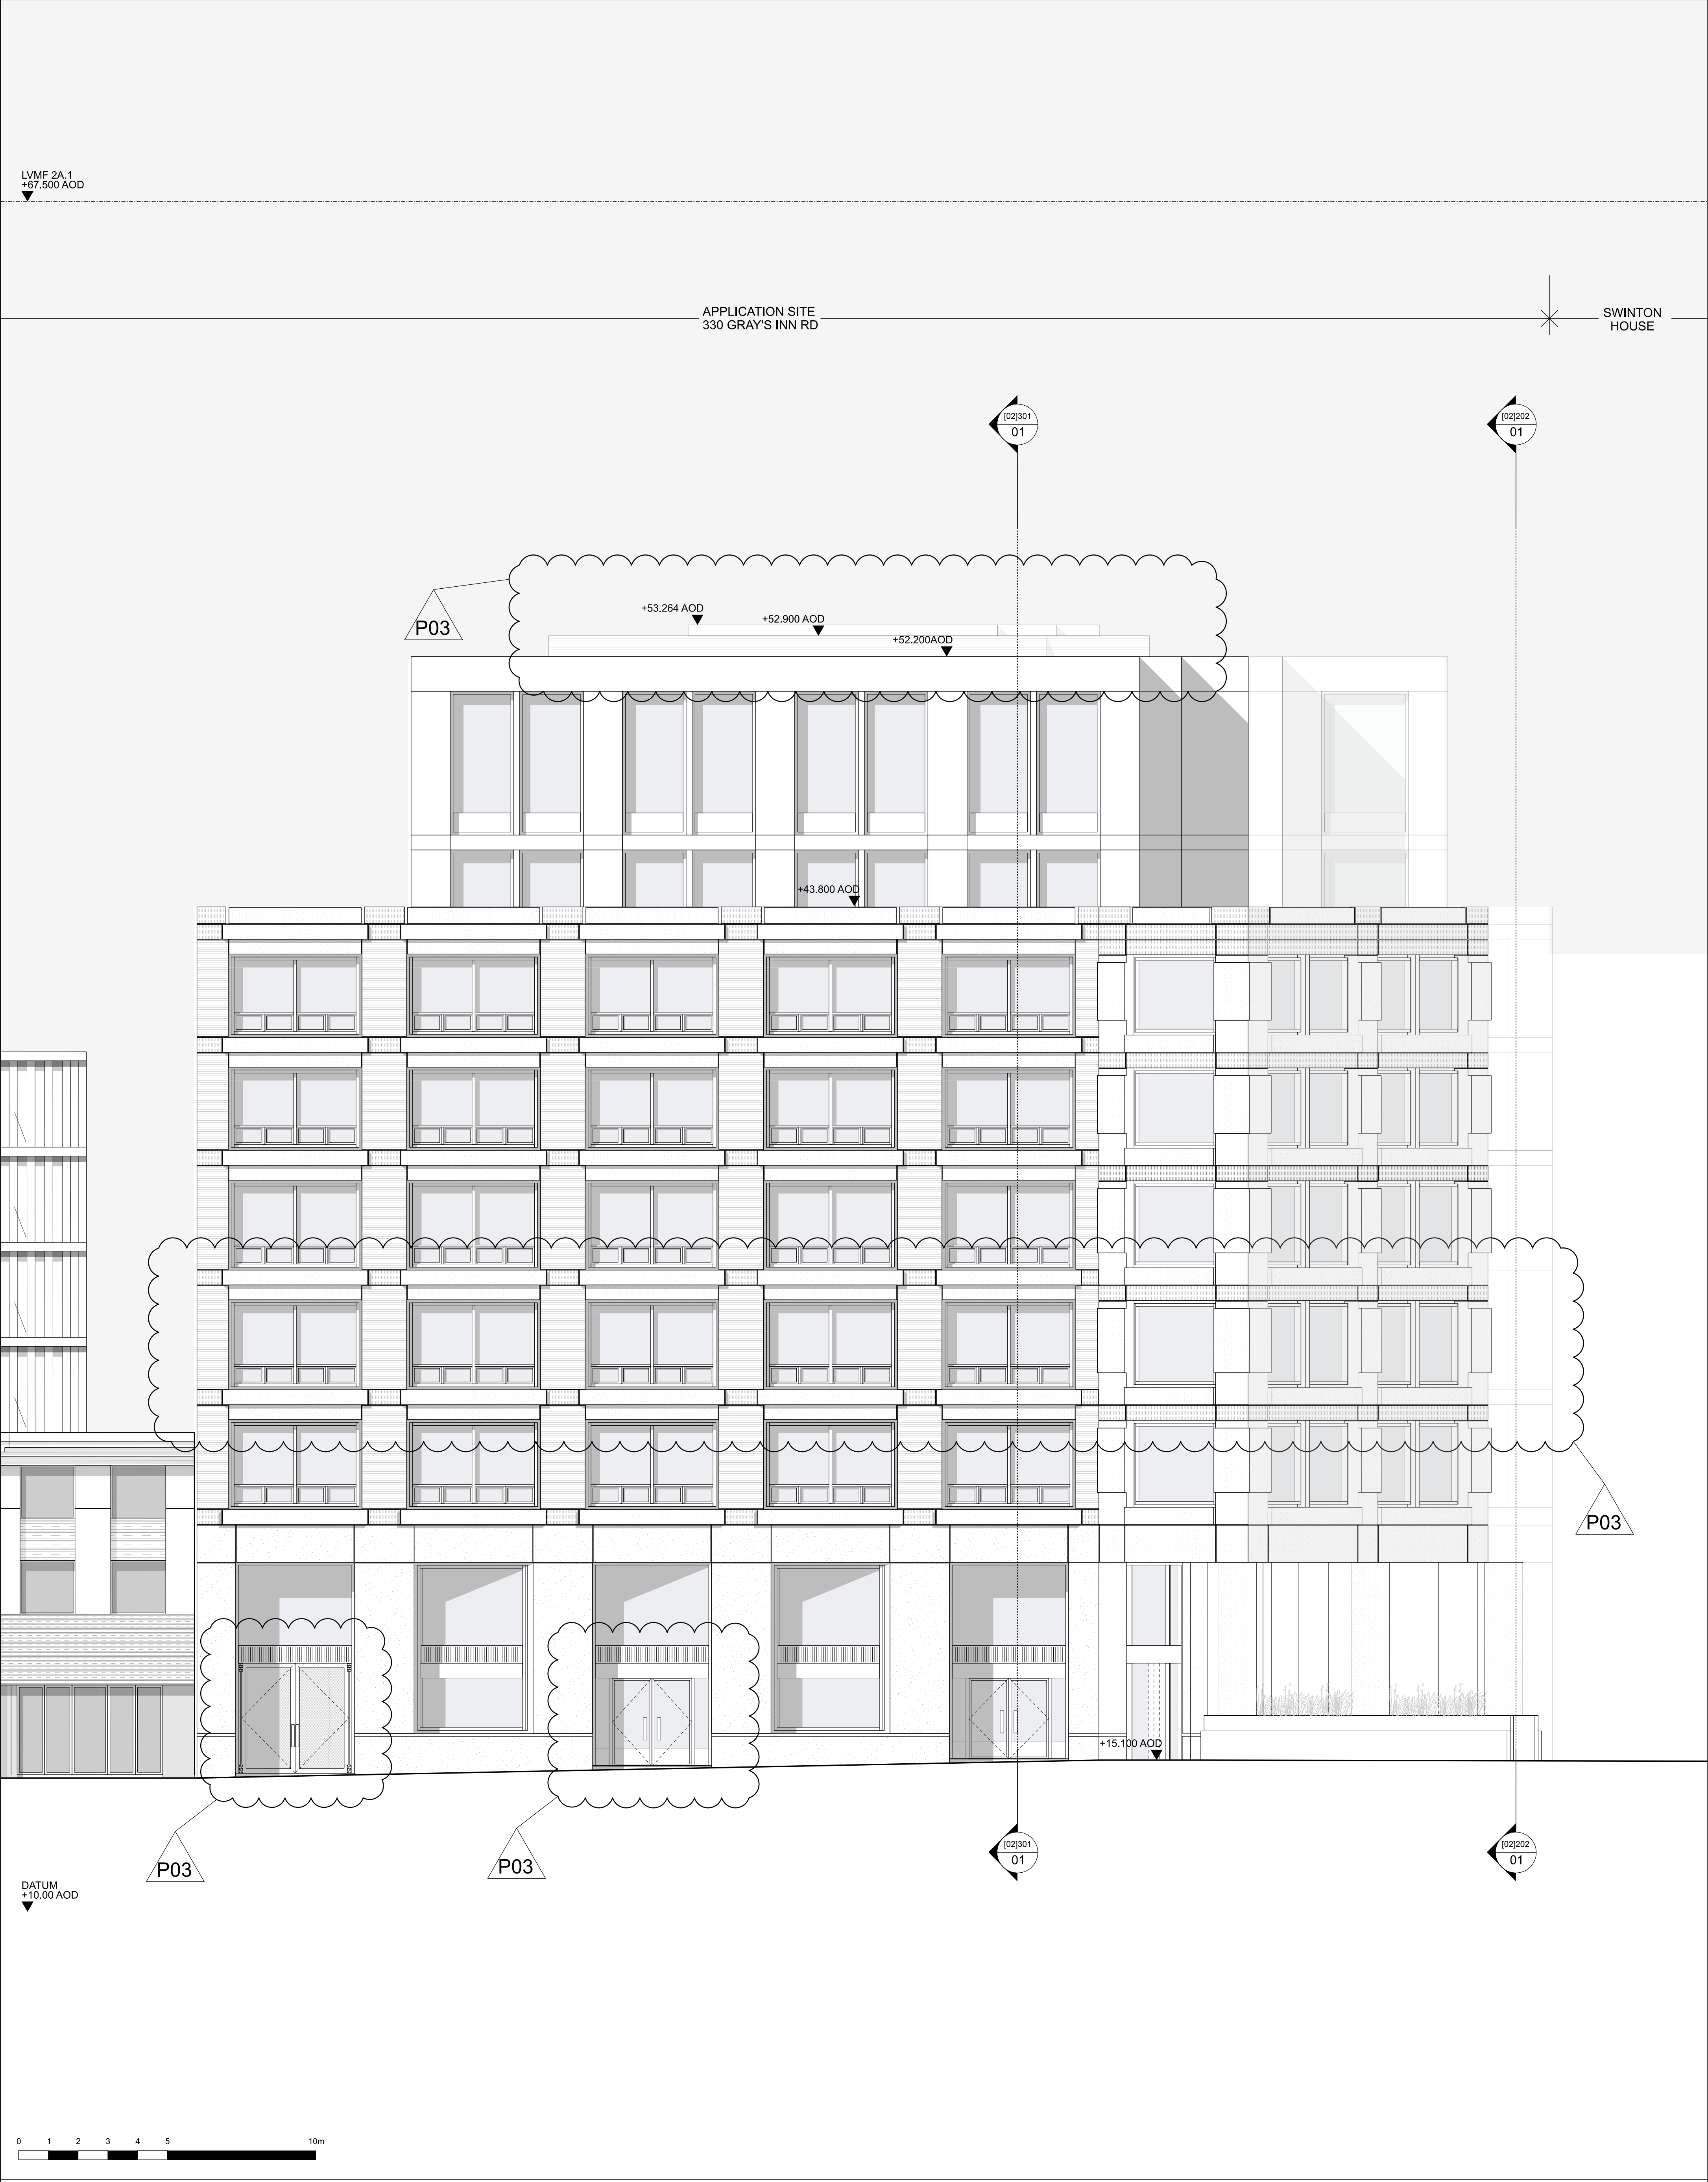 LVMF 2A.1
+67.500 AOD
APPLICATION SITE
330 GRAY'S INN RD
SWINTON
HOUSE
[02]301
01
[02]202
01
P03
+53.264 AOD
+52.900 AOD
+52.200AOD
+43.800 AOD
P03
+15.100 AOD
P03
P03
[02]301
01
[02]202
01
DATUM
+10.00 AOD
0 1 2 3 4 5 10m